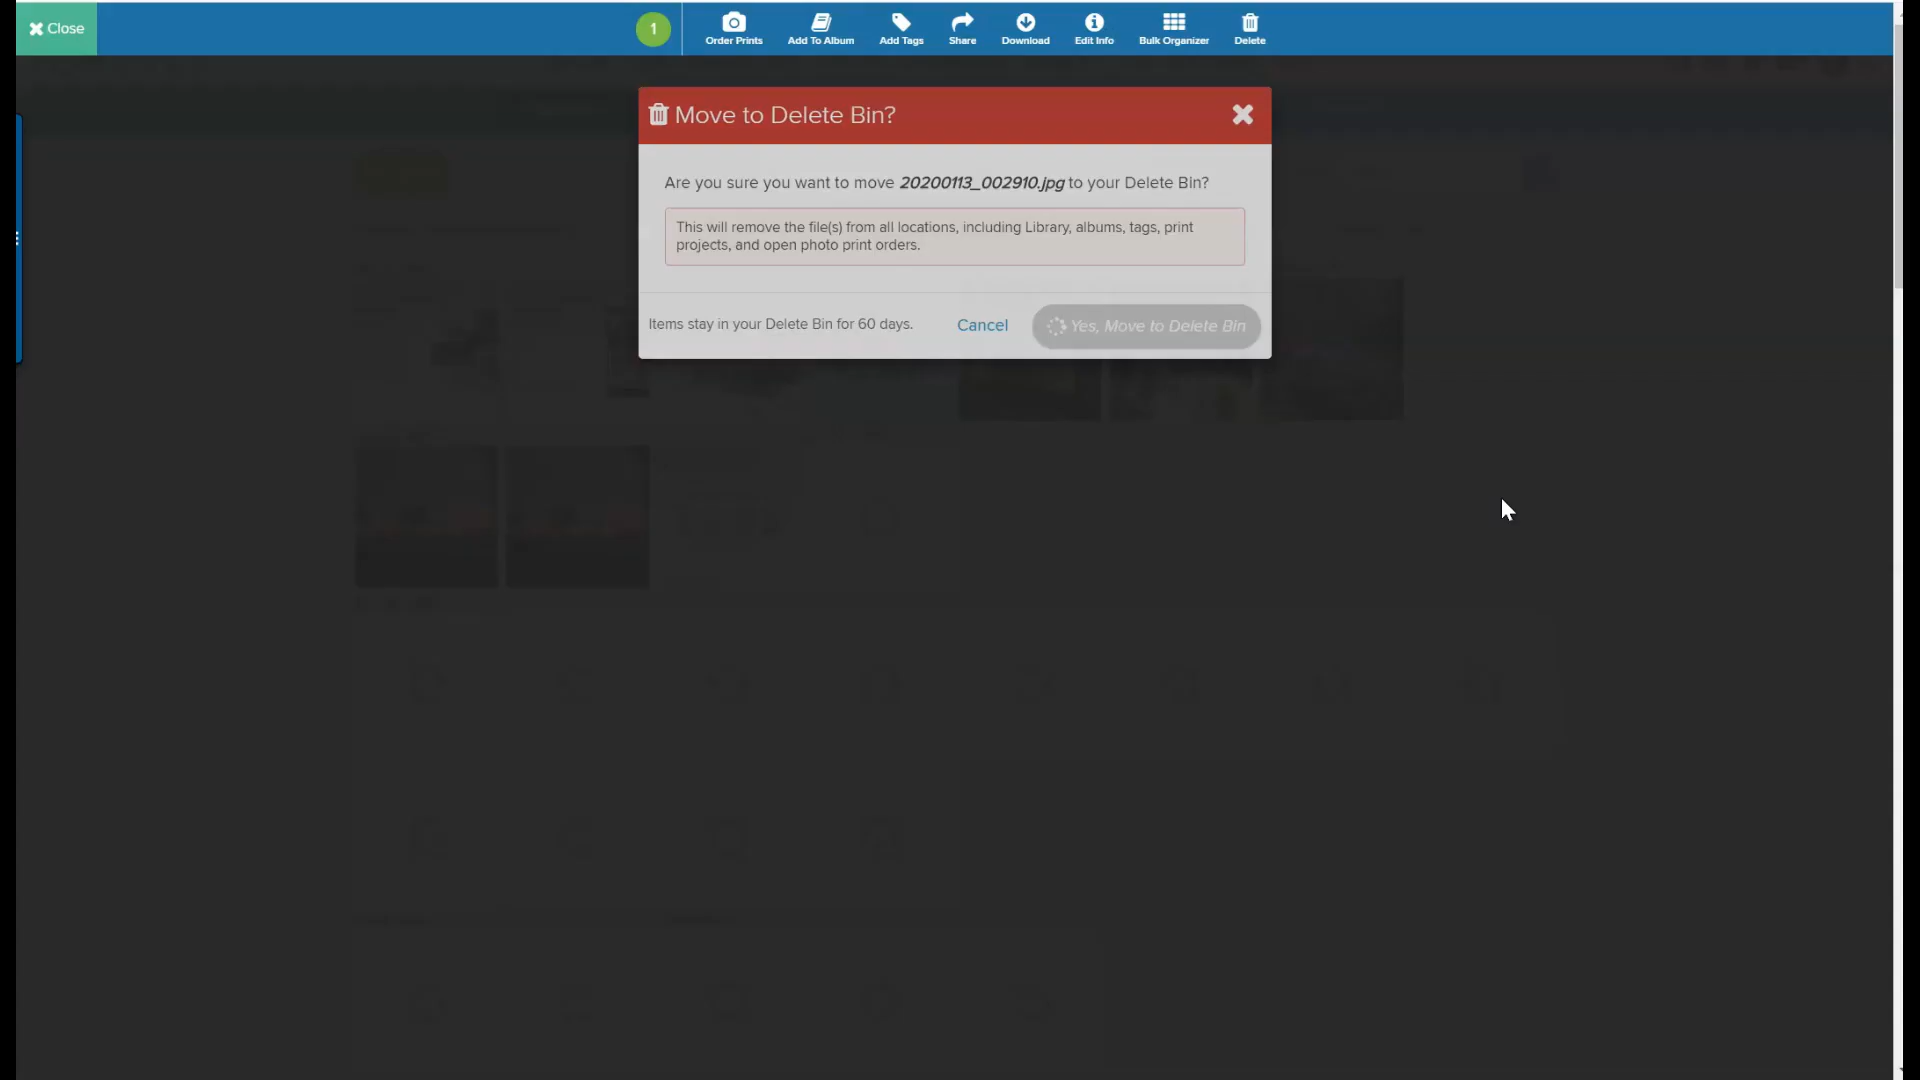 Close
1
Order Prints
Add To Album
Add Tags
Share
Download
Edit Info
Bulk Organizer
Delete
Move to Delete Bin?
Are you sure you want to move 20200113_002910.jpg to your Delete Bin?
This will remove the file(s) from all locations, including Library, albums, tags, print
projects, and open photo print orders.
Items stay in your Delete Bin for 60 days.
Cancel
Yes, Move to Delete Bin